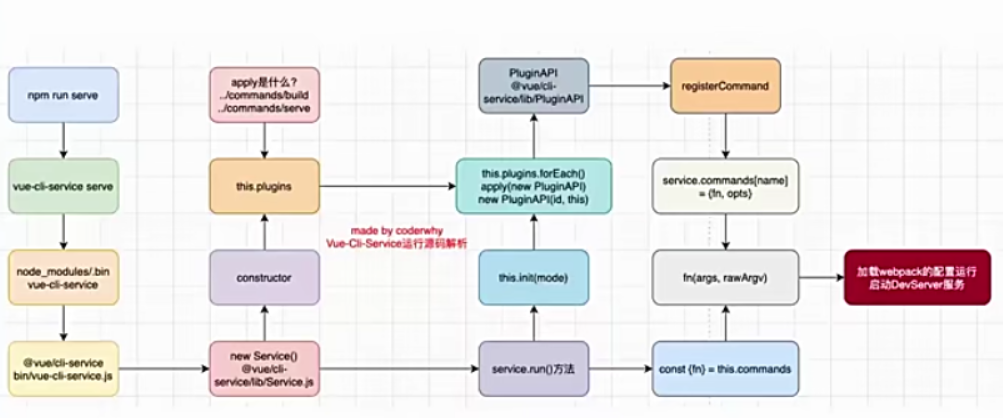 npm run serve
vue-cli-service serve
node_modules/.bin
vue-cli-service
@vue/cli-service
bin/vue-cli-service.js
apply是什么？
../commands/build
../commands/serve
this.plugins
constructor
new Service()
@vue/cli-
service/lib/Service.js
made by coderwhy
Vue-Cli-Service运行源码解析
PluginAPI
@vue/cli-
service/lib/PluginAPI
this.plugins.forEach()
apply(new PluginAPI)
new PluginAPI(id, this)
this.init(mode)
service.run()方法
registerCommand
service.commands[name]
= {fn, opts}
fn(args, rawArgv)
const {fn} = this.commands
加载webpack的配置运行
启动DevServer服务